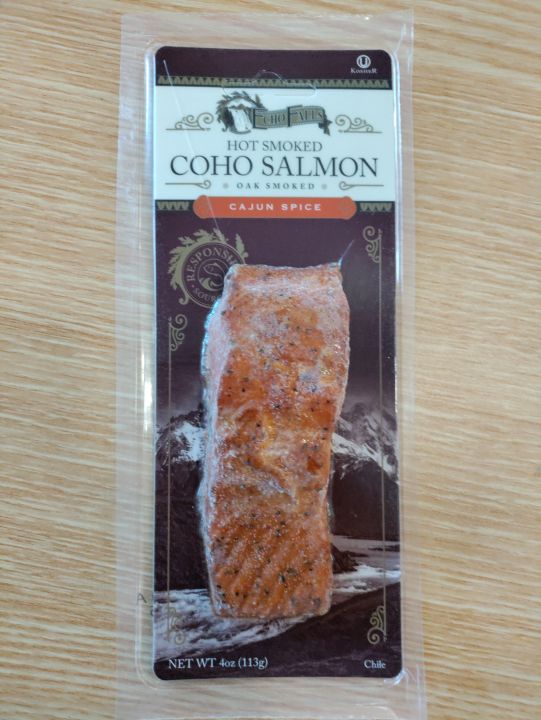 U
KOSHER
ECHO FALLS
HOT SMOKED
COHO SALMON
OAK SMOKED
CAJUN SPICE
NET WT 4oz (113g)
Chile